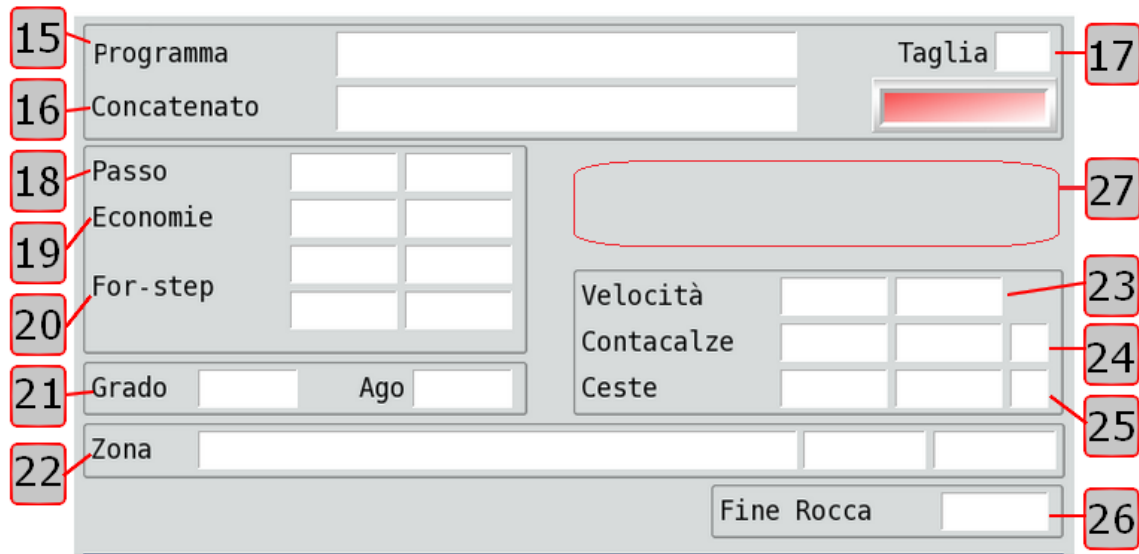 15 Programma Taglia 17
16 Concatenato
18 Passo
27
19 Economie
20 For-step
Velocità 23
Contacalze 24
21 Grado Ago
Ceste 25
22 Zona
Fine Rocca 26